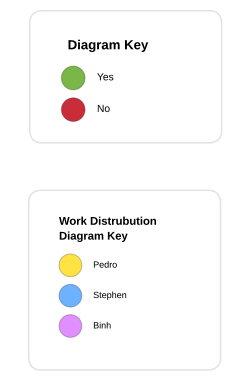 Diagram Key
Yes
No
Work Distrubution
Diagram Key
Pedro
Stephen
Binh